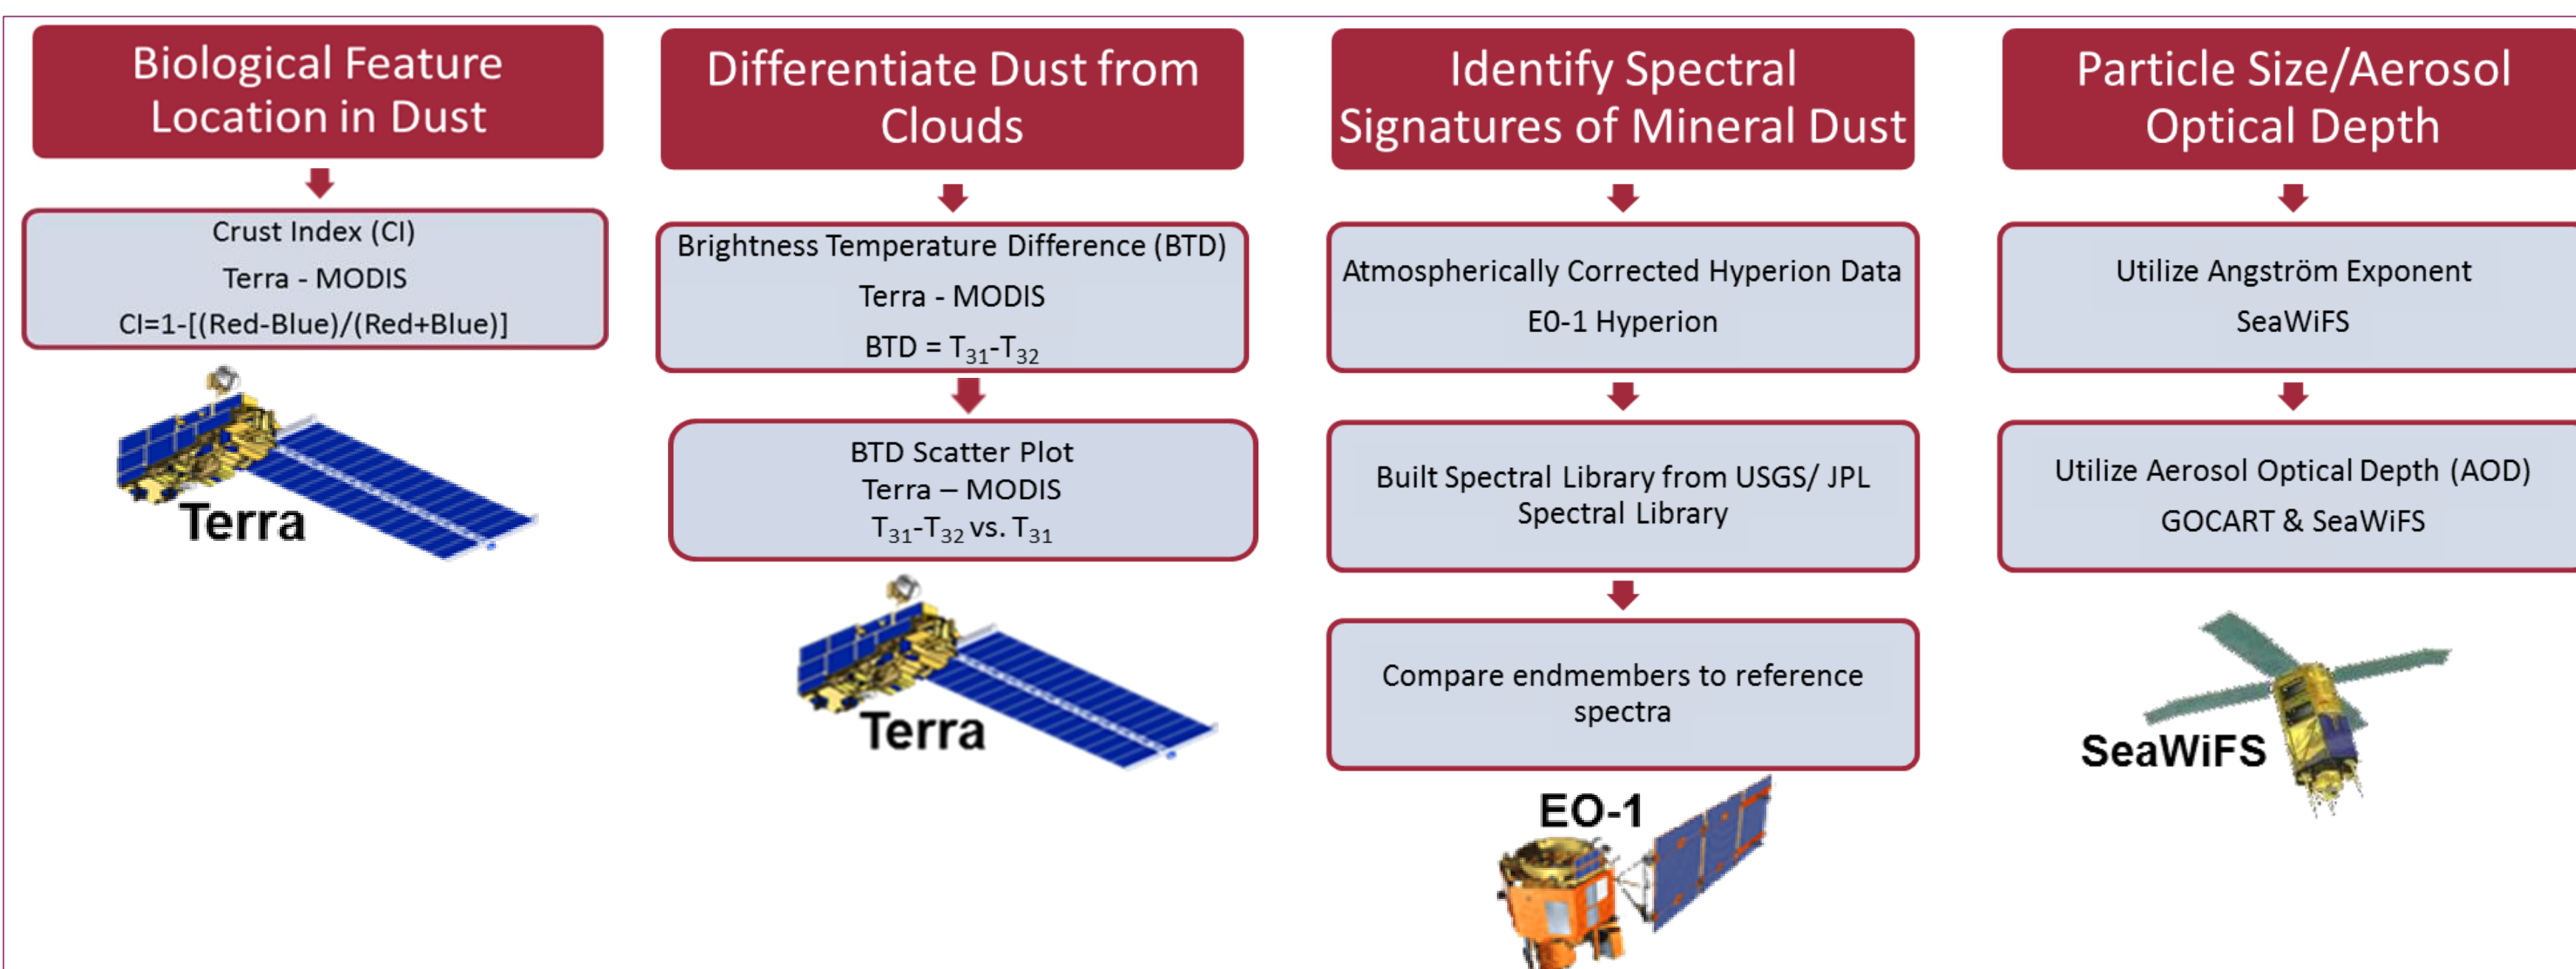 Biological Feature
Location in Dust
Crust Index (CI)
Terra - MODIS
CI=1-[(Red-Blue)/(Red+Blue)]
Terra
Differentiate Dust from
Clouds
Brightness Temperature Difference (BTD)
Terra - MODIS
BTD = T₃₁-T₃₂
BTD Scatter Plot
Terra – MODIS
T₃₁-T₃₂ vs. T₃₁
Terra
Identify Spectral
Signatures of Mineral Dust
Atmospherically Corrected Hyperion Data
E0-1 Hyperion
Built Spectral Library from USGS/ JPL
Spectral Library
Compare endmembers to reference
spectra
EO-1
Particle Size/Aerosol
Optical Depth
Utilize Angström Exponent
SeaWiFS
Utilize Aerosol Optical Depth (AOD)
GOCART & SeaWiFS
SeaWiFS